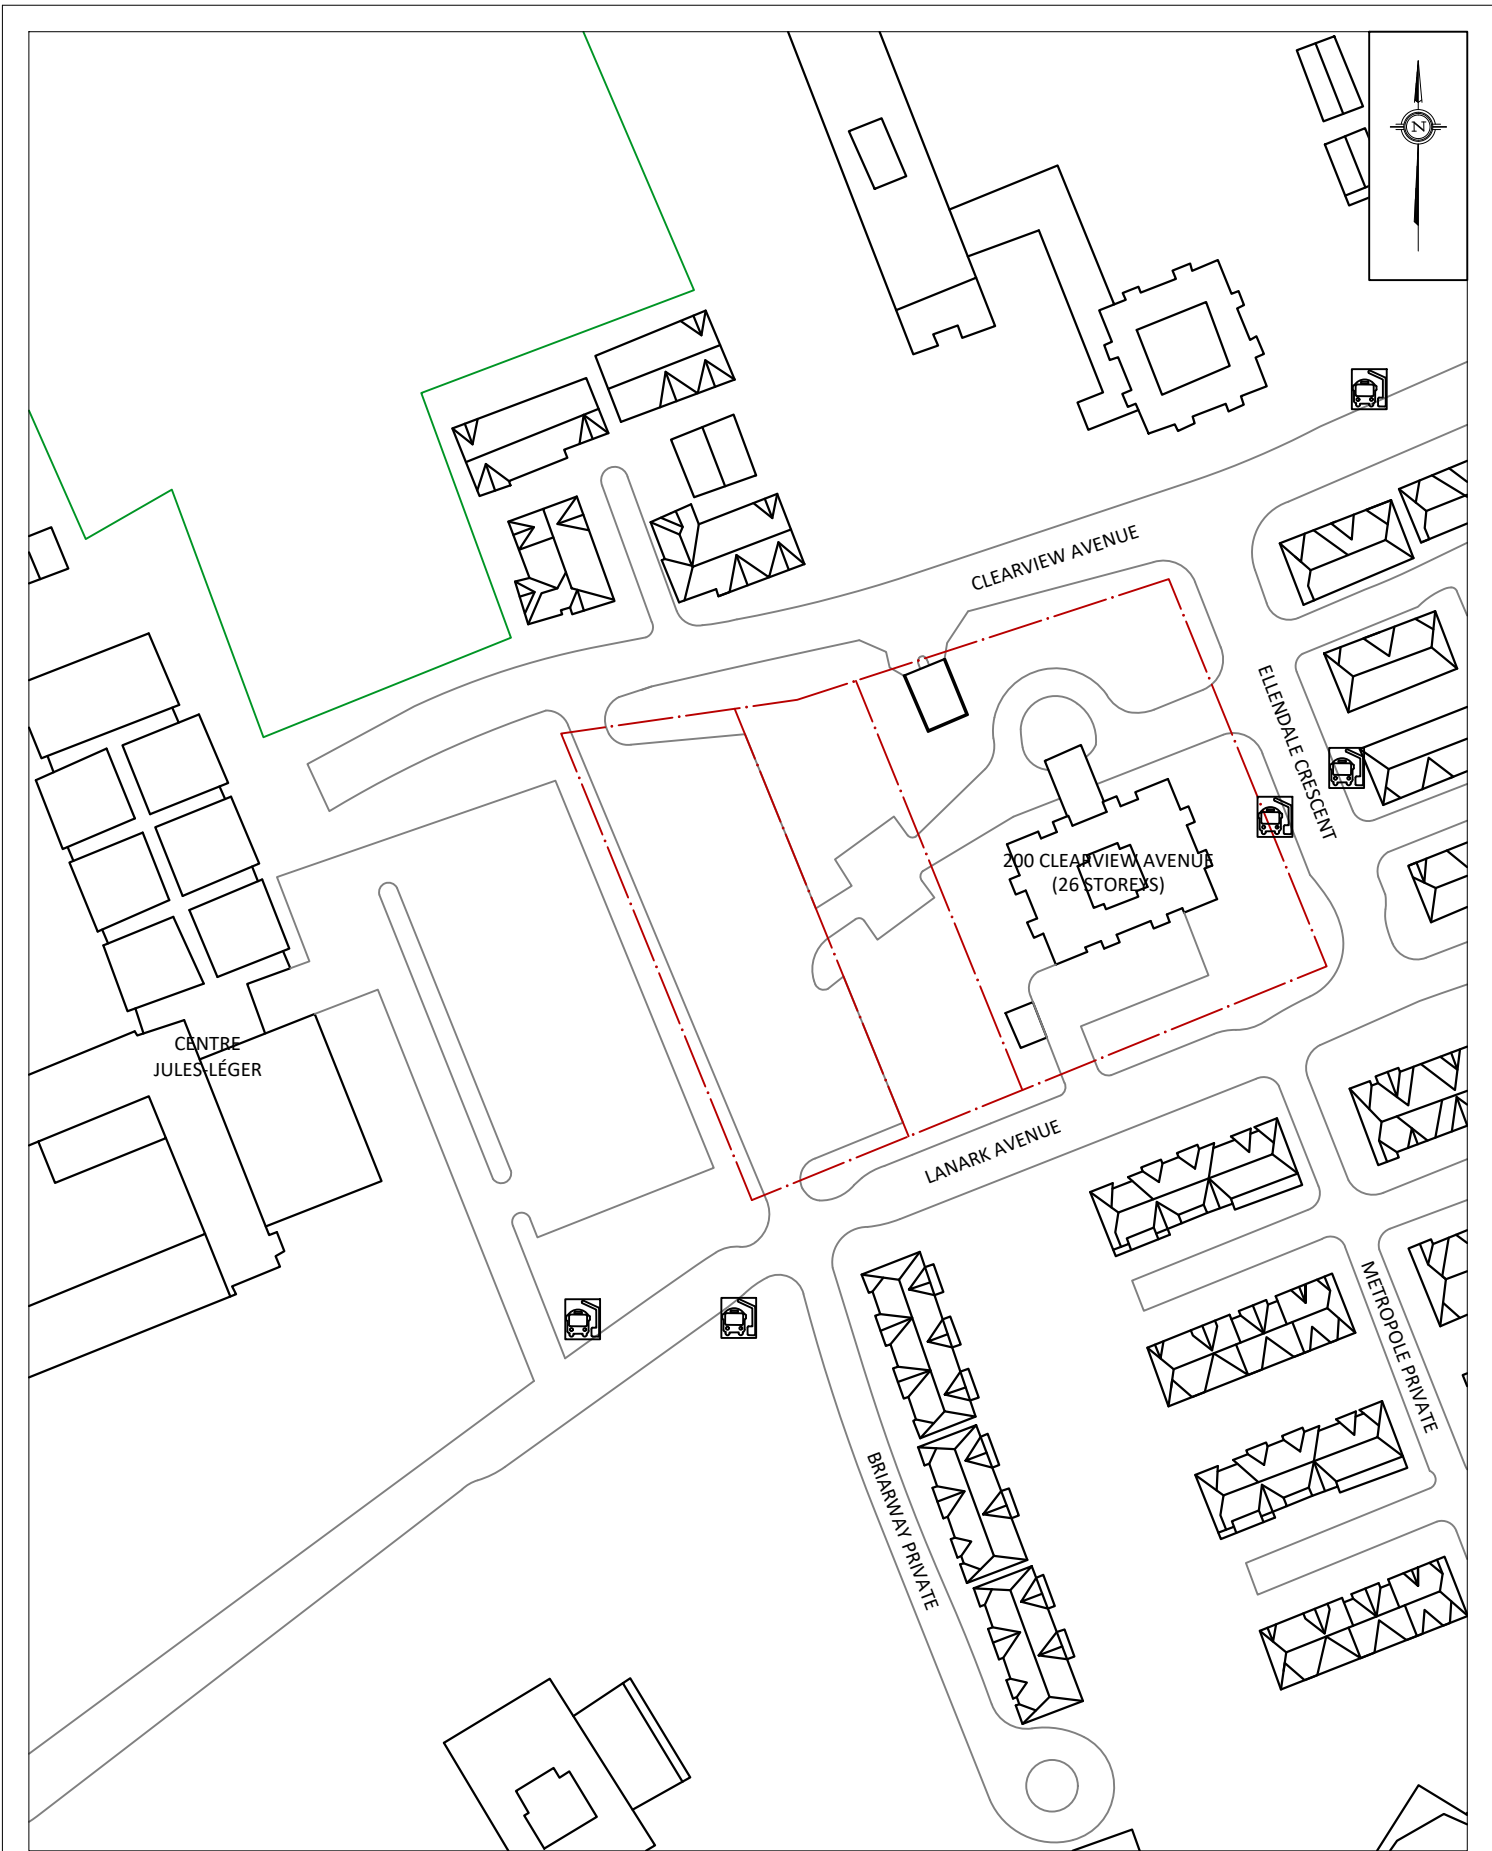 N
CLEARVIEW AVENUE
ELLENDALE CRESCENT
200 CLEARVIEW AVENUE
(26 STOREYS)
CENTRE
JULES-LÉGER
LANARK AVENUE
METROPOLE PRIVATE
BRIARWAY PRIVATE